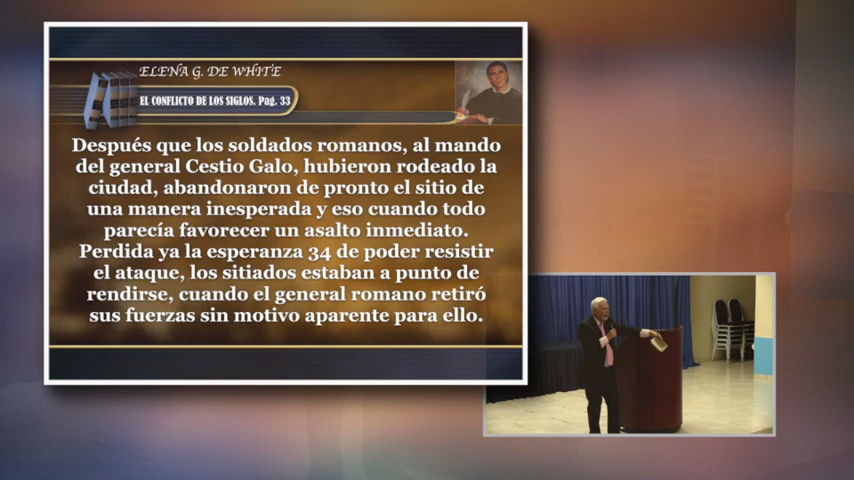 ELENA G. DE WHITE
EL CONFLICTO DE LOS SIGLOS. Pag. 33
Después que los soldados romanos, al mando
del general Cestio Galo, hubieron rodeado la
ciudad, abandonaron de pronto el sitio de
una manera inesperada y eso cuando todo
parecía favorecer un asalto inmediato.
Perdida ya la esperanza 34 de poder resistir
el ataque, los sitiados estaban a punto de
rendirse, cuando el general romano retiró
sus fuerzas sin motivo aparente para ello.